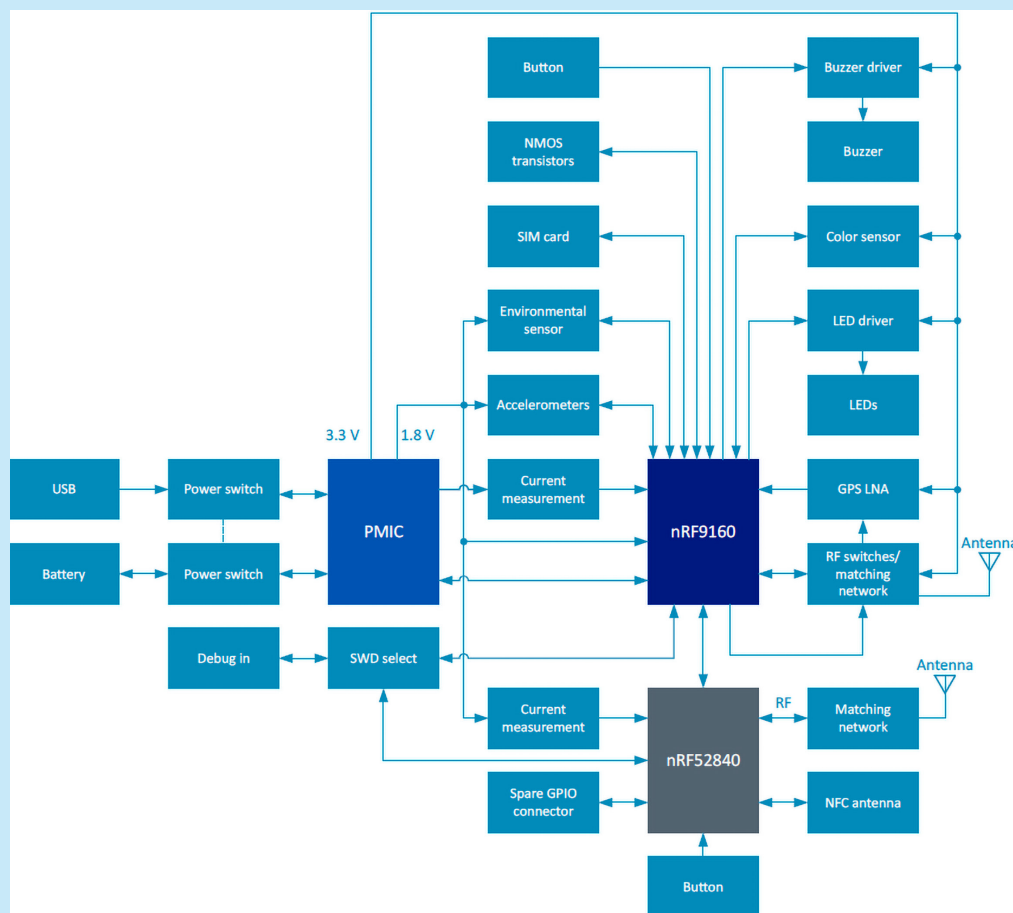 Button
Buzzer driver
NMOS
transistors
Buzzer
SIM card
Color sensor
Environmental
sensor
LED driver
Accelerometers
LEDs
3.3 V
1.8 V
USB
Power switch
PMIC
Current
measurement
nRF9160
GPS LNA
Battery
Power switch
RF switches/
matching
network
Antenna
Debug in
SWD select
Antenna
Current
measurement
nRF52840
RF
Matching
network
Spare GPIO
connector
NFC antenna
Button